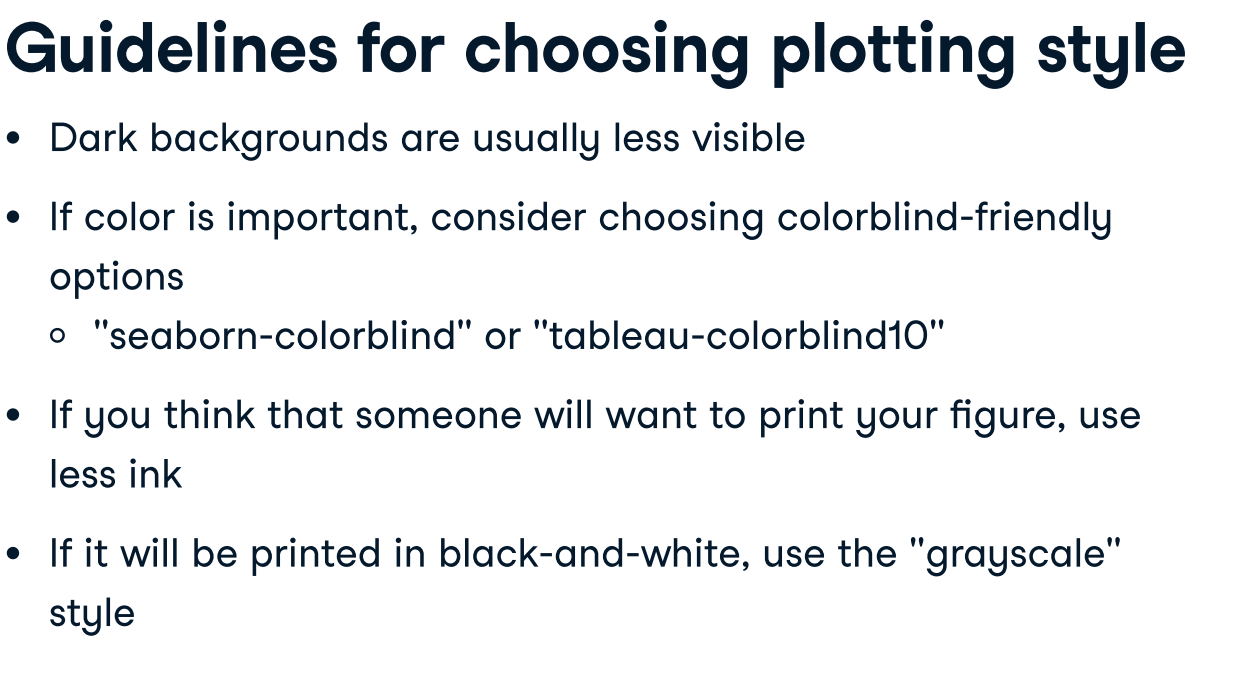 Guidelines for choosing plotting style
• Dark backgrounds are usually less visible
• If color is important, consider choosing colorblind-friendly
options
○ "seaborn-colorblind" or "tableau-colorblind10"
• If you think that someone will want to print your figure, use
less ink
• If it will be printed in black-and-white, use the "grayscale"
style